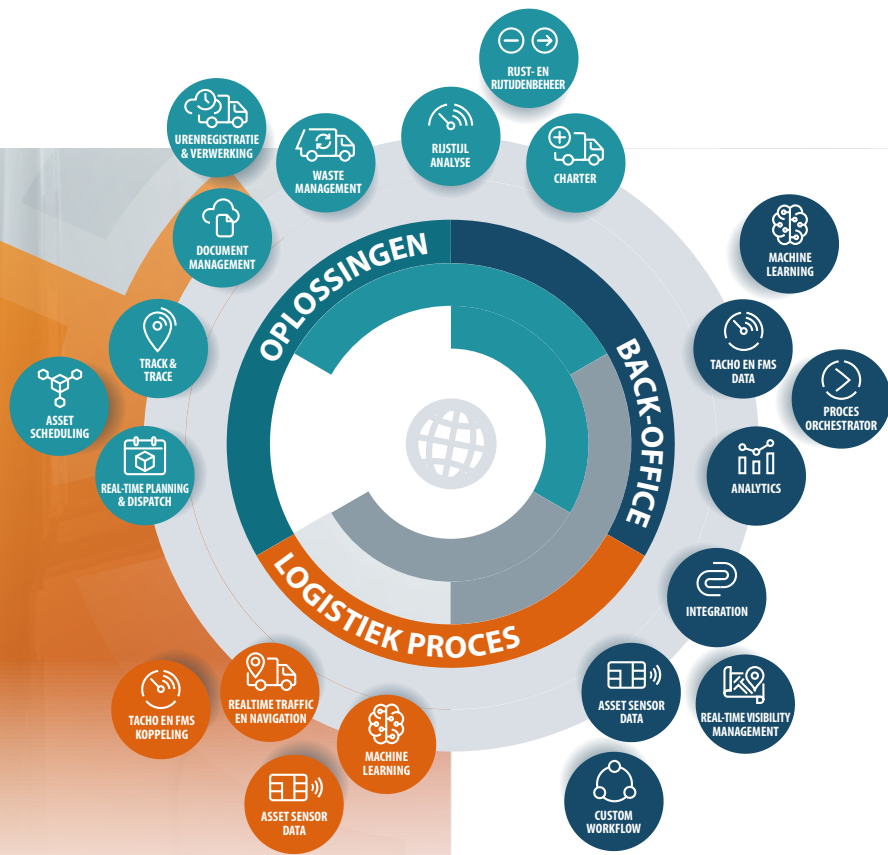 RUST- EN
RIJTIJDENBEHEER
URENREGISTRATIE
& VERWERKING
WASTE
MANAGEMENT
RIJSTIJL
ANALYSE
CHARTER
DOCUMENT
MANAGEMENT
TRACK &
TRACE
ASSET
SCHEDULING
REAL-TIME PLANNING
& DISPATCH
OPLOSSINGEN
BACK-OFFICE
LOGISTIEK PROCES
MACHINE
LEARNING
TACHO EN FMS
DATA
PROCES
ORCHESTRATOR
ANALYTICS
INTEGRATION
ASSET SENSOR
DATA
REAL-TIME VISIBILITY
MANAGEMENT
CUSTOM
WORKFLOW
TACHO EN FMS
KOPPELING
REALTIME TRAFFIC
EN NAVIGATION
MACHINE
LEARNING
ASSET SENSOR
DATA